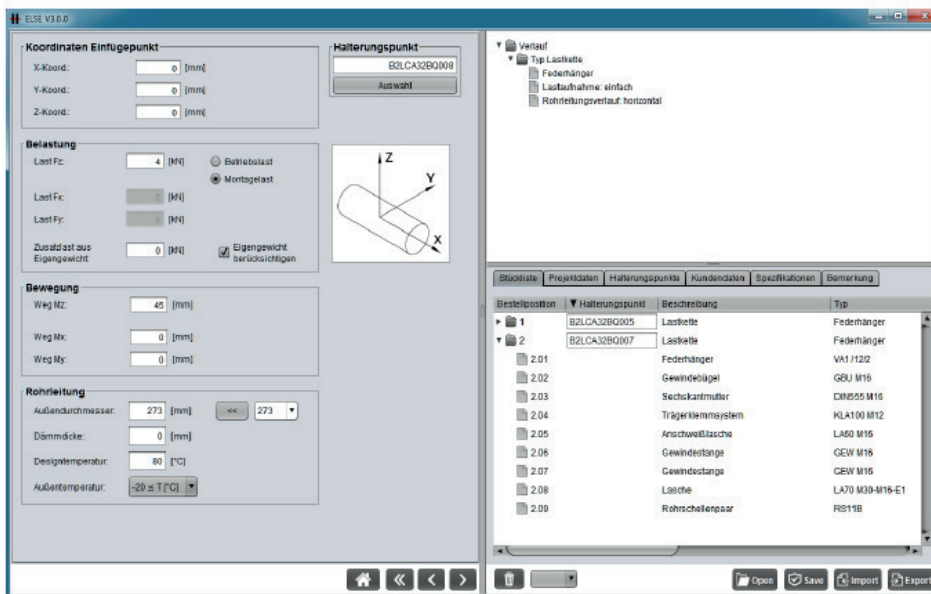 ELSE V3.0.0
Koordinaten Einfügepunkt
X-Koord.: 0 [mm]
Y-Koord.: 0 [mm]
Z-Koord.: 0 [mm]
Halterungspunkt
B2LCA32BQ008
Auswahl
Belastung
Last Fz: 4 [kN]
Betriebslast
Montagelast
Last Fx: 0 [kN]
Last Fy: 0 [kN]
Zusatzlast aus Eigengewicht 0 [kN]
Eigengewicht berücksichtigen
Z
Y
X
Bewegung
Weg Mz: 45 [mm]
Weg Mx: 0 [mm]
Weg My: 0 [mm]
Rohrleitung
Außendurchmesser: 273 [mm] << 273
Dämmdicke: 0 [mm]
Designtemperatur: 80 [°C]
Außentemperatur: -20 ≤ T [°C]
Verlauf
Typ Lastkette
Federhänger
Lastaufnahme: einfach
Rohrleitungsverlauf: horizontal
Stückliste Projektdaten Halterungspunkte Kundendaten Spezifikationen Bemerkung
Bestellposition Halterungspunkt Beschreibung Typ
1 B2LCA32BQ005 Lastkette Federhänger
2 B2LCA32BQ007 Lastkette Federhänger
2.01 Federhänger VA1/12/2
2.02 Gewindebügel GBU M16
2.03 Sechskantmutter DIN555 M16
2.04 Trägerklemmsystem KLA100 M12
2.05 Anschweißlasche LA60 M16
2.06 Gewindestange GEW M16
2.07 Gewindestange GEW M16
2.08 Lasche LA70 M30-M16-E1
2.09 Rohrschellenpaar RS11B
Open Save Import Export